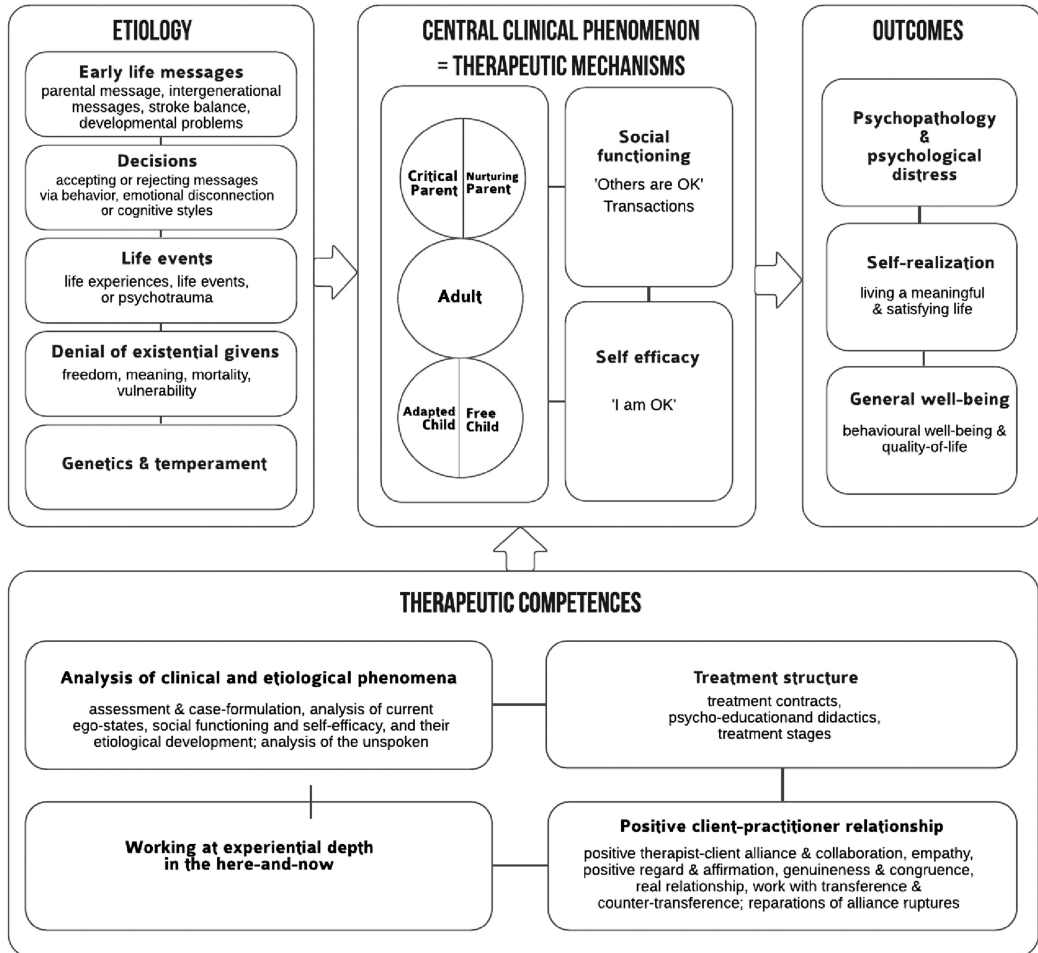 ETIOLOGY
Early life messages
parental message, intergenerational
messages, stroke balance,
developmental problems
Decisions
accepting or rejecting messages
via behavior, emotional disconnection
or cognitive styles
Life events
life experiences, life events,
or psychotrauma
Denial of existential givens
freedom, meaning, mortality,
vulnerability
Genetics & temperament
CENTRAL CLINICAL PHENOMENON
= THERAPEUTIC MECHANISMS
Critical
Parent
Nurturing
Parent
Adult
Adapted
Child
Free
Child
Social
functioning
'Others are OK'
Transactions
Self efficacy
'I am OK'
OUTCOMES
Psychopathology
&
psychological
distress
Self-realization
living a meaningful
& satisfying life
General well-being
behavioural well-being &
quality-of-life
THERAPEUTIC COMPETENCES
Analysis of clinical and etiological phenomena
assessment & case-formulation, analysis of current
ego-states, social functioning and self-efficacy, and their
etiological development; analysis of the unspoken
Treatment structure
treatment contracts,
psycho-educationand didactics,
treatment stages
Working at experiential depth
in the here-and-now
Positive client-practitioner relationship
positive therapist-client alliance & collaboration, empathy,
positive regard & affirmation, genuineness & congruence,
real relationship, work with transference &
counter-transference; reparations of alliance ruptures